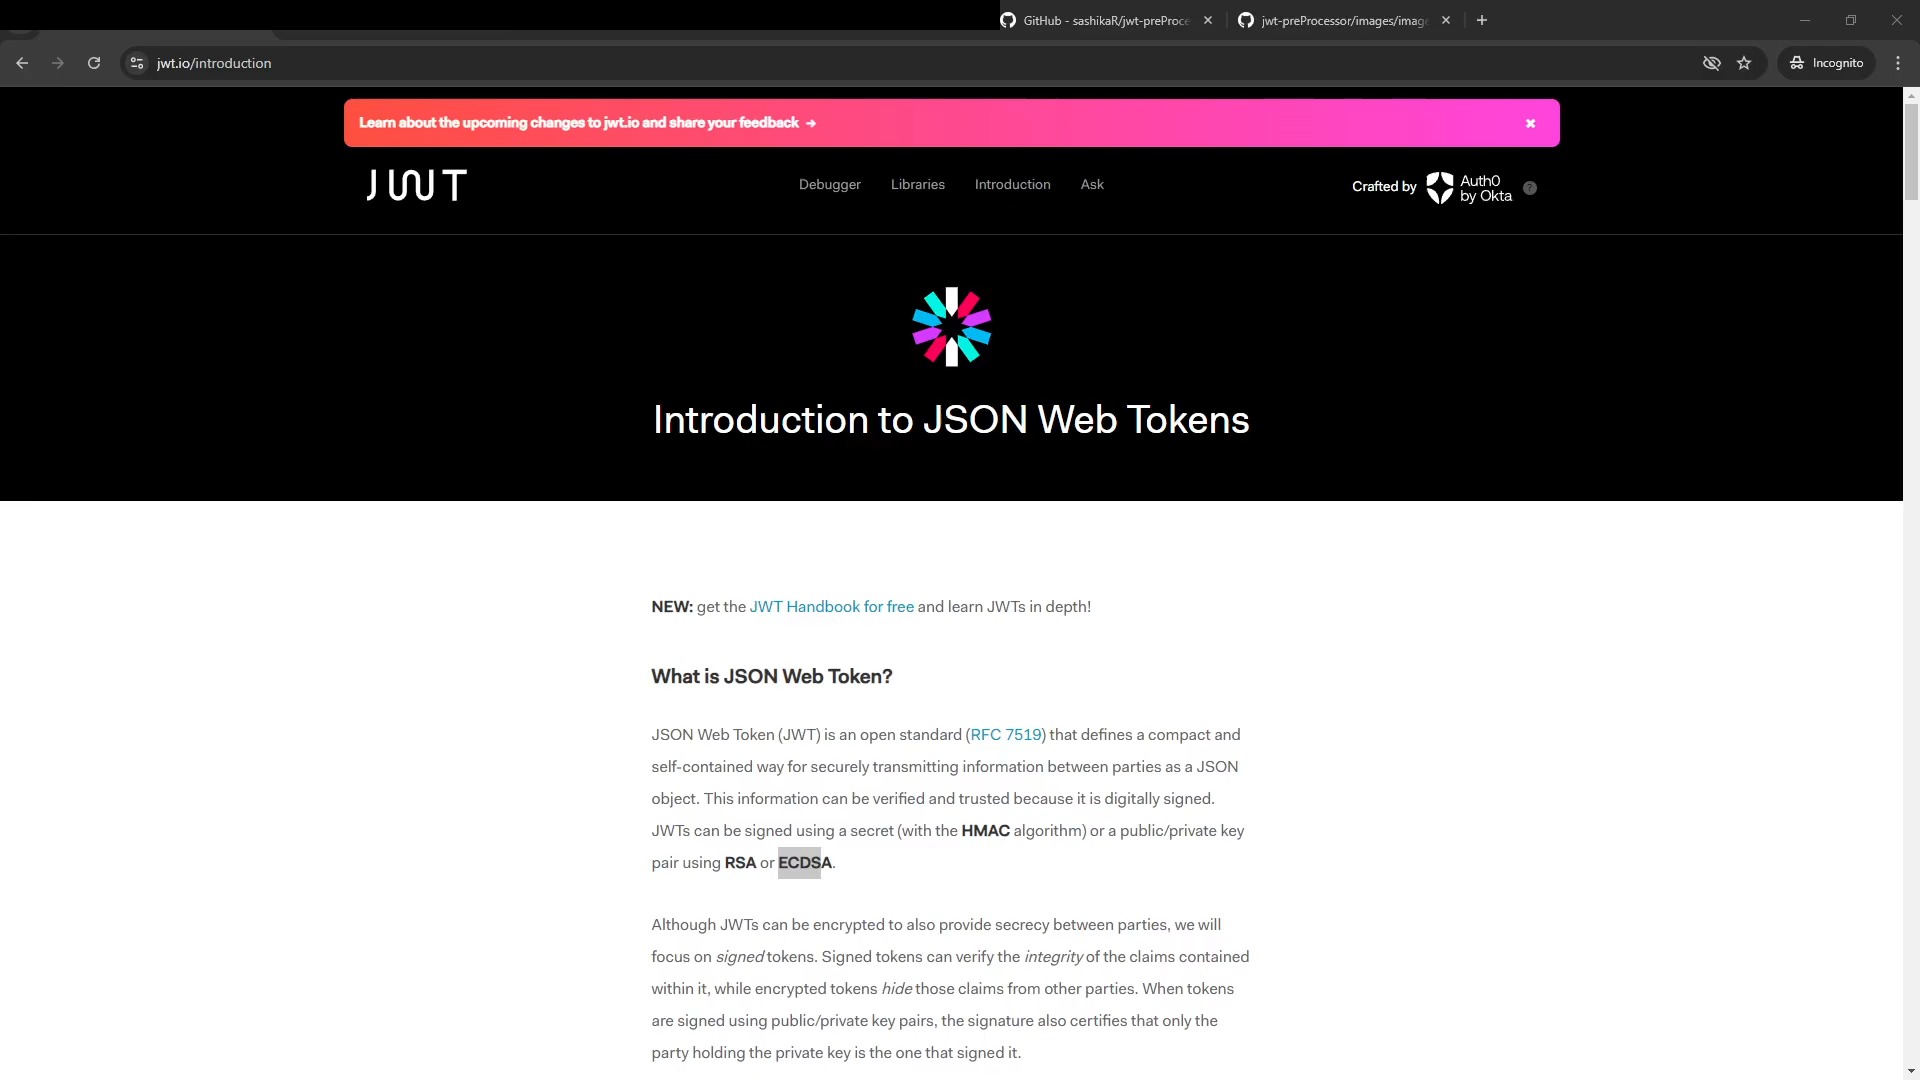 GitHub - sashikaR/jwt-preProce
jwt-preProcessor/images/imag
jwt.io/introduction
Incognito
Learn about the upcoming changes to jwt.io and share your feedback →
JWT
Debugger
Libraries
Introduction
Ask
Crafted by
Auth0
by Okta
?
Introduction to JSON Web Tokens
NEW: get the JWT Handbook for free and learn JWTs in depth!
What is JSON Web Token?
JSON Web Token (JWT) is an open standard (RFC 7519) that defines a compact and
self-contained way for securely transmitting information between parties as a JSON
object. This information can be verified and trusted because it is digitally signed.
JWTs can be signed using a secret (with the HMAC algorithm) or a public/private key
pair using RSA or ECDSA.
Although JWTs can be encrypted to also provide secrecy between parties, we will
focus on signed tokens. Signed tokens can verify the integrity of the claims contained
within it, while encrypted tokens hide those claims from other parties. When tokens
are signed using public/private key pairs, the signature also certifies that only the
party holding the private key is the one that signed it.